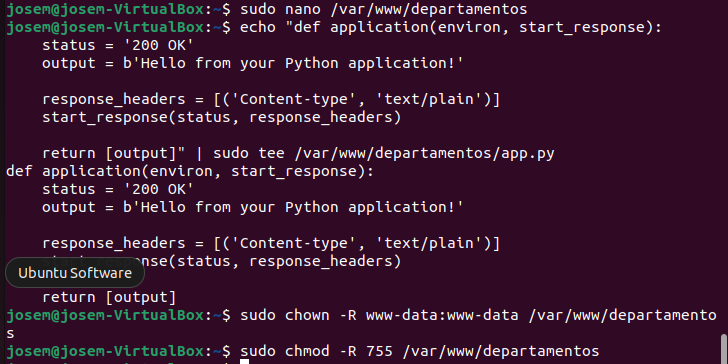 josem@josem-VirtualBox:~$ sudo nano /var/www/departamentos
josem@josem-VirtualBox:~$ echo "def application(environ, start_response):
    status = '200 OK'
    output = b'Hello from your Python application!'

    response_headers = [('Content-type', 'text/plain')]
    start_response(status, response_headers)

    return [output]" | sudo tee /var/www/departamentos/app.py
def application(environ, start_response):
    status = '200 OK'
    output = b'Hello from your Python application!'

    response_headers = [('Content-type', 'text/plain')]
Ubuntu Software
nse(status, response_headers)

    return [output]
josem@josem-VirtualBox:~$ sudo chown -R www-data:www-data /var/www/departamento
s
josem@josem-VirtualBox:~$ sudo chmod -R 755 /var/www/departamentos